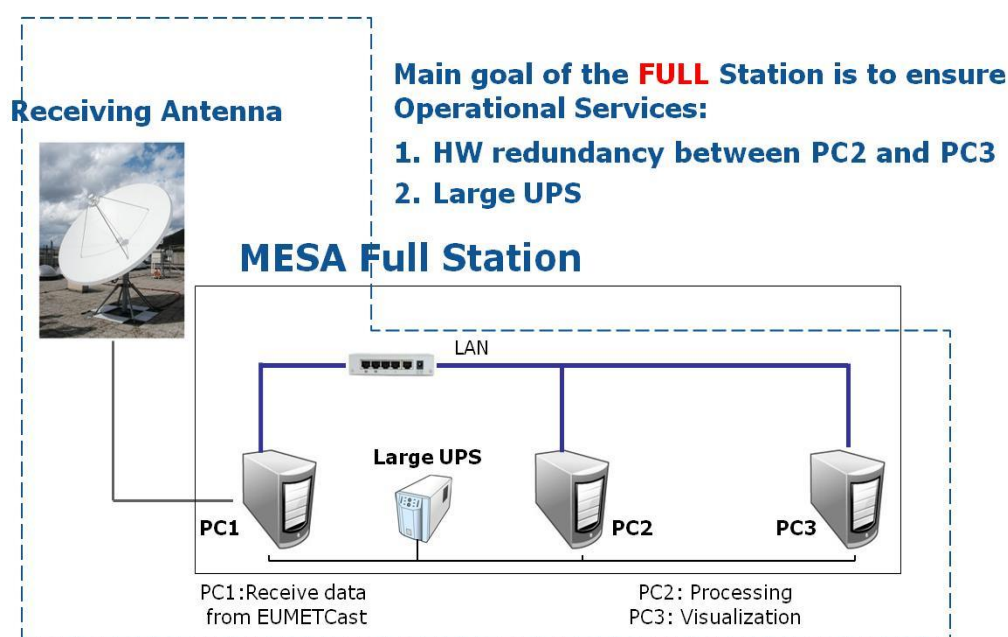 Main goal of the FULL Station is to ensure
Operational Services:
1. HW redundancy between PC2 and PC3
2. Large UPS
Receiving Antenna
MESA Full Station
LAN
Large UPS
PC1
PC2
PC3
PC1:Receive data
from EUMETCast
PC2: Processing
PC3: Visualization